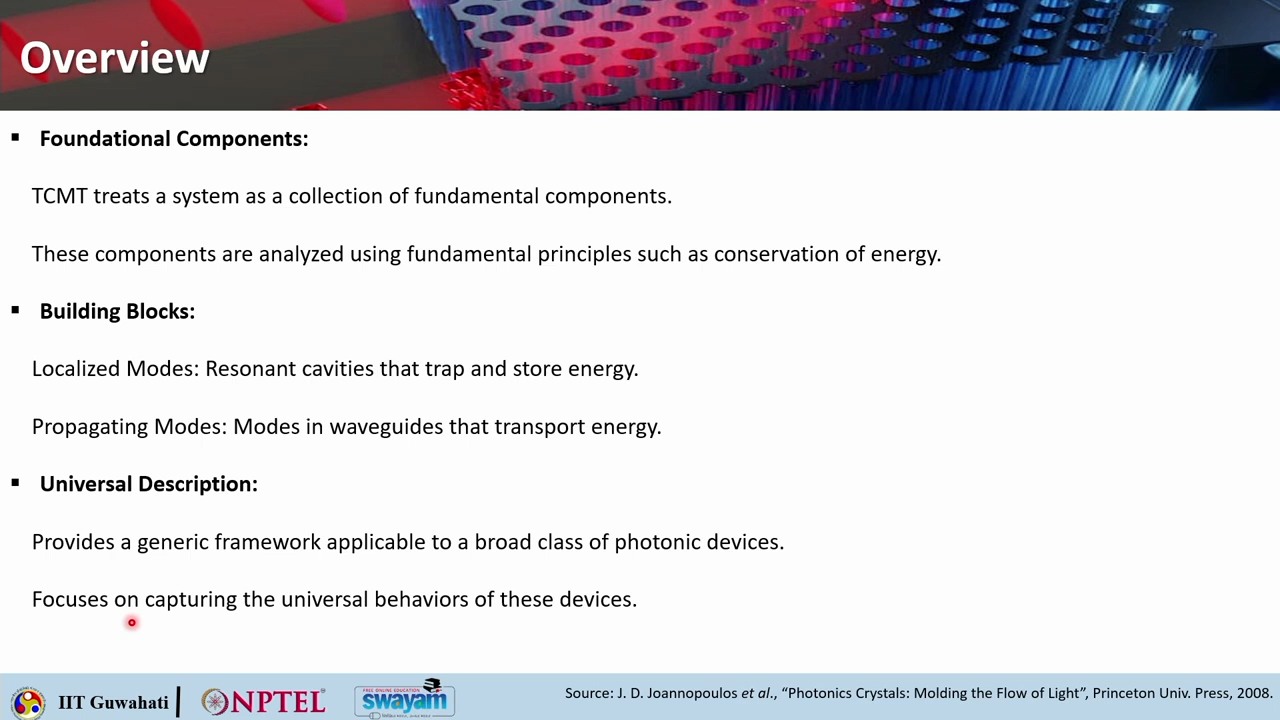 Overview
▪ Foundational Components:
TCMT treats a system as a collection of fundamental components.
These components are analyzed using fundamental principles such as conservation of energy.
▪ Building Blocks:
Localized Modes: Resonant cavities that trap and store energy.
Propagating Modes: Modes in waveguides that transport energy.
▪ Universal Description:
Provides a generic framework applicable to a broad class of photonic devices.
Focuses on capturing the universal behaviors of these devices.
IIT Guwahati
NPTEL
FREE ONLINE EDUCATION
swayam
Source: J. D. Joannopoulos et al., “Photonics Crystals: Molding the Flow of Light”, Princeton Univ. Press, 2008.